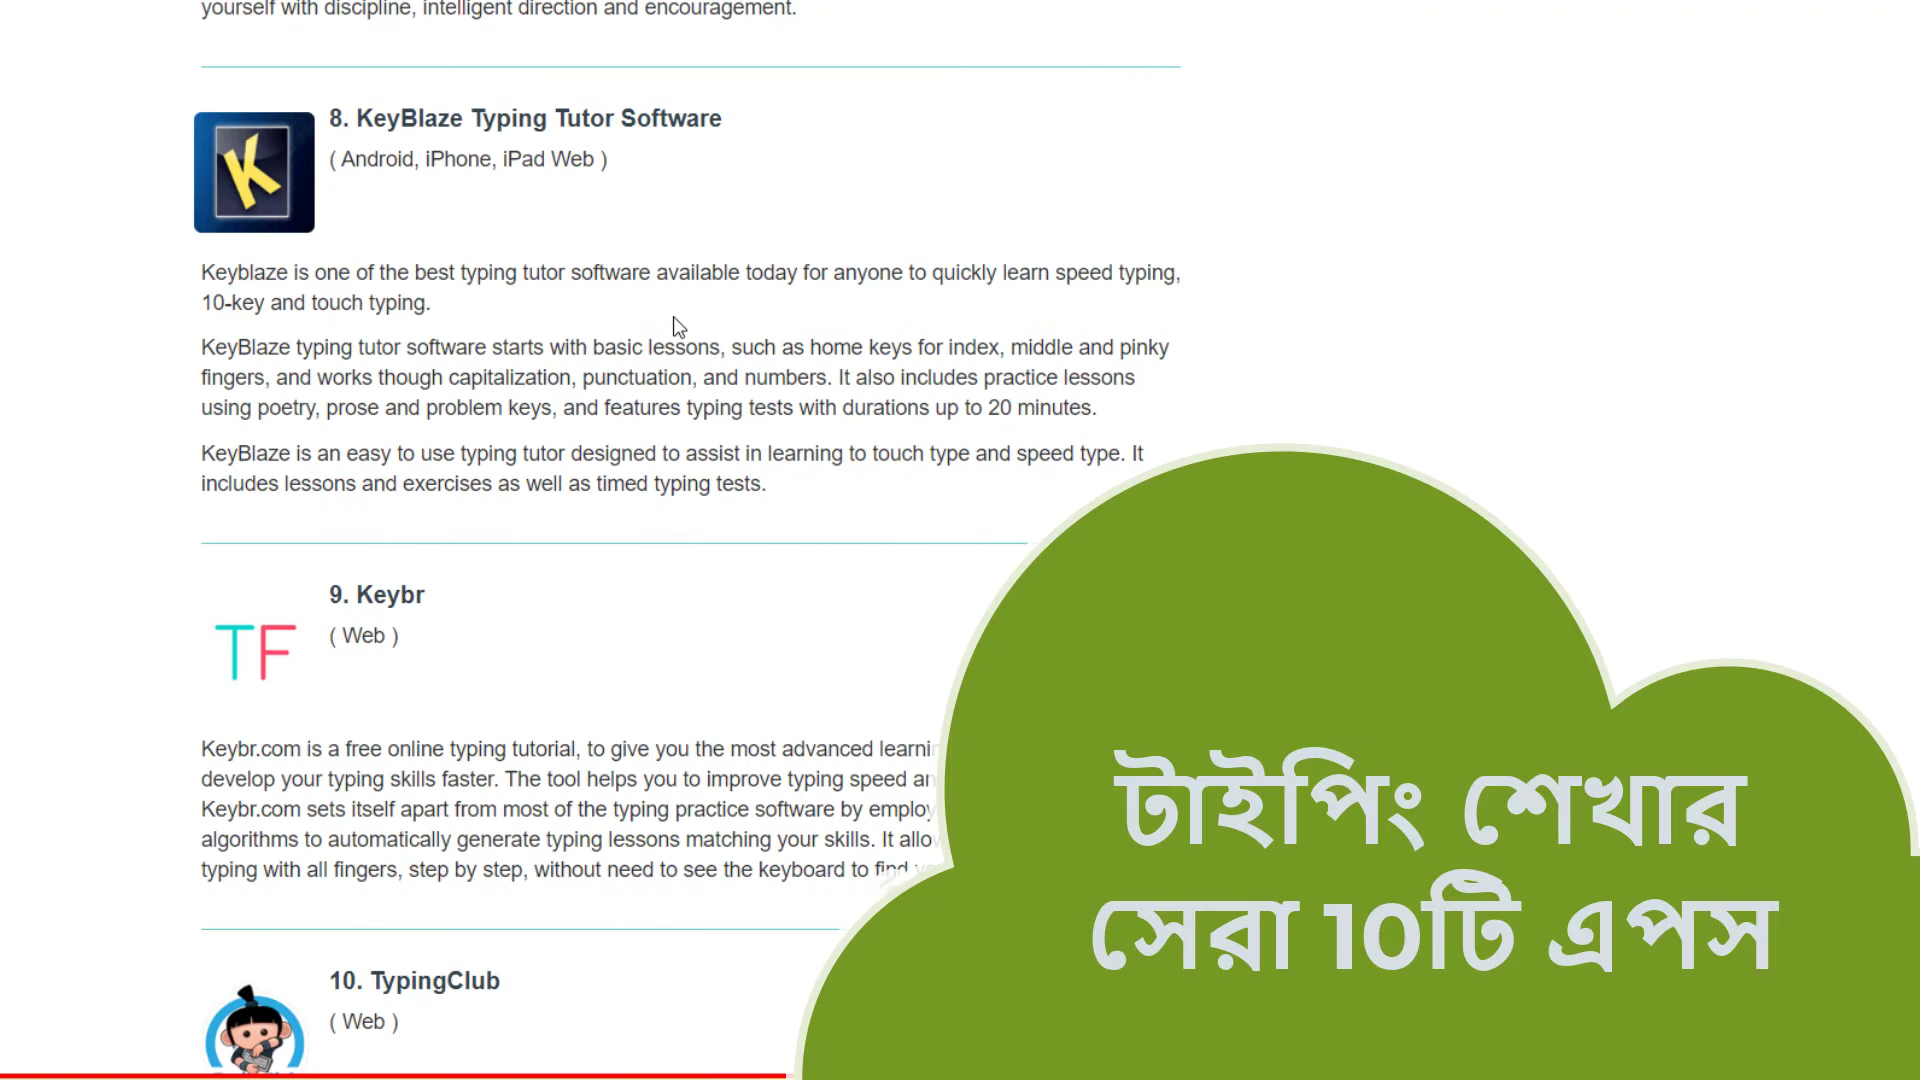 yourself with discipline, intelligent direction and encouragement.
8. KeyBlaze Typing Tutor Software
( Android, iPhone, iPad Web )
K
Keyblaze is one of the best typing tutor software available today for anyone to quickly learn speed typing,
10-key and touch typing.
KeyBlaze typing tutor software starts with basic lessons, such as home keys for index, middle and pinky
fingers, and works though capitalization, punctuation, and numbers. It also includes practice lessons
using poetry, prose and problem keys, and features typing tests with durations up to 20 minutes.
KeyBlaze is an easy to use typing tutor designed to assist in learning to touch type and speed type. It
includes lessons and exercises as well as timed typing tests.
9. Keybr
( Web )
TF
Keybr.com is a free online typing tutorial, to give you the most advanced
develop your typing skills faster. The tool helps you to improve typing speed
Keybr.com sets itself apart from most of the typing practice software by
algorithms to automatically generate typing lessons matching your skills. It
typing with all fingers, step by step, without need to see the keyboard to find
10. TypingClub
( Web )
টাইপিং শেখার
সেরা 10টি এপস